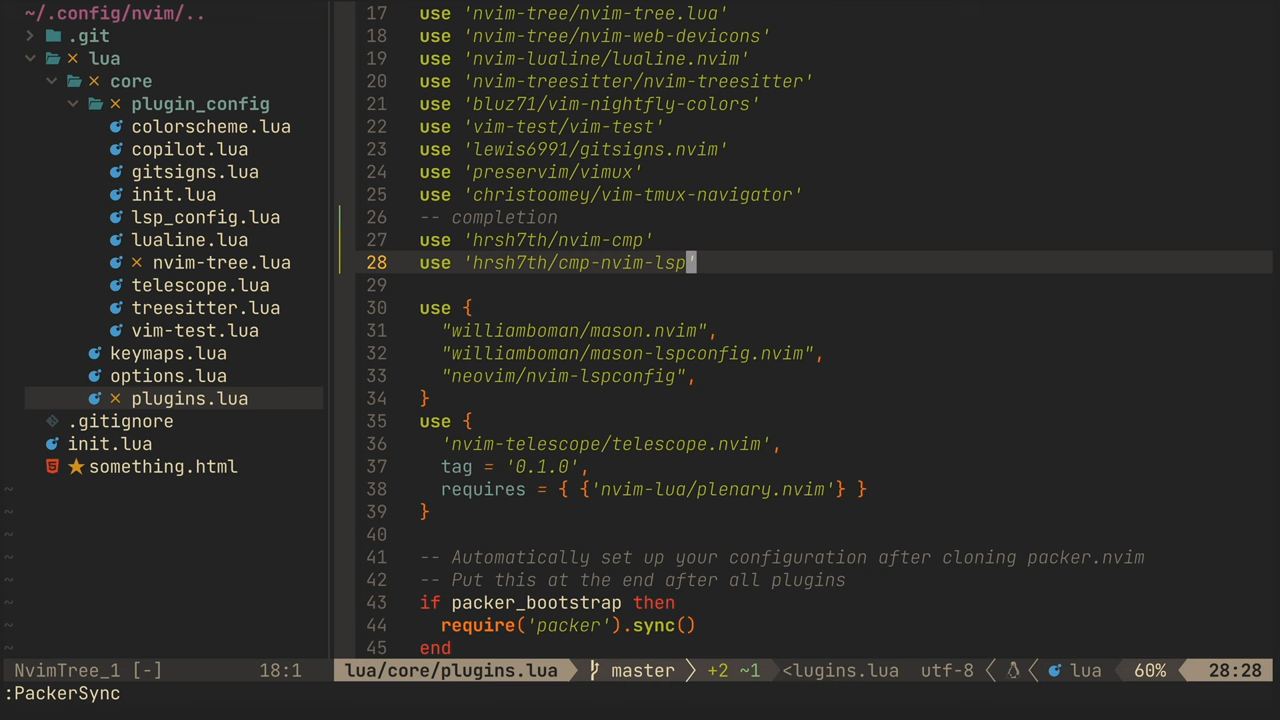 ~/.config/nvim/..
.git
lua
core
plugin_config
colorscheme.lua
copilot.lua
gitsigns.lua
init.lua
lsp_config.lua
lualine.lua
nvim-tree.lua
telescope.lua
treesitter.lua
vim-test.lua
keymaps.lua
options.lua
plugins.lua
.gitignore
init.lua
something.html
~
~
~
~
~
~
~
~
17 use 'nvim-tree/nvim-tree.lua'
18 use 'nvim-tree/nvim-web-devicons'
19 use 'nvim-lualine/lualine.nvim'
20 use 'nvim-treesitter/nvim-treesitter'
21 use 'bluz71/vim-nightfly-colors'
22 use 'vim-test/vim-test'
23 use 'lewis6991/gitsigns.nvim'
24 use 'preservim/vimux'
25 use 'christoomey/vim-tmux-navigator'
26 -- completion
27 use 'hrsh7th/nvim-cmp'
28 use 'hrsh7th/cmp-nvim-lsp'
29
30 use {
31 "williamboman/mason.nvim",
32 "williamboman/mason-lspconfig.nvim",
33 "neovim/nvim-lspconfig",
34 }
35 use {
36 'nvim-telescope/telescope.nvim',
37 tag = '0.1.0',
38 requires = { {'nvim-lua/plenary.nvim'} }
39 }
40
41 -- Automatically set up your configuration after cloning packer.nvim
42 -- Put this at the end after all plugins
43 if packer_bootstrap then
44 require('packer').sync()
45 end
NvimTree_1 [-] 18:1 lua/core/plugins.lua master +2 ~1 <lugins.lua utf-8 lua 60% 28:28
:PackerSync